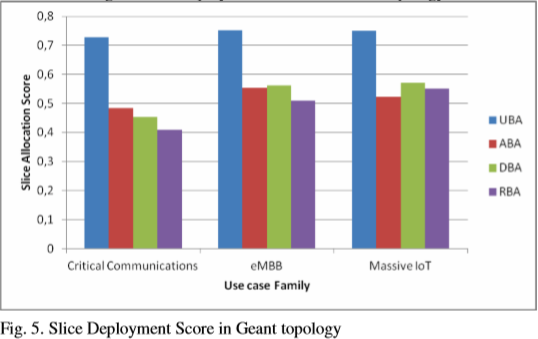 0,8
0,7
0,6
0,5
0,4
0,3
0,2
0,1
0
Slice Allocation Score
Critical Communications
eMBB
Massive IoT
Use case Family
UBA
ABA
DBA
RBA
Fig. 5. Slice Deployment Score in Geant topology